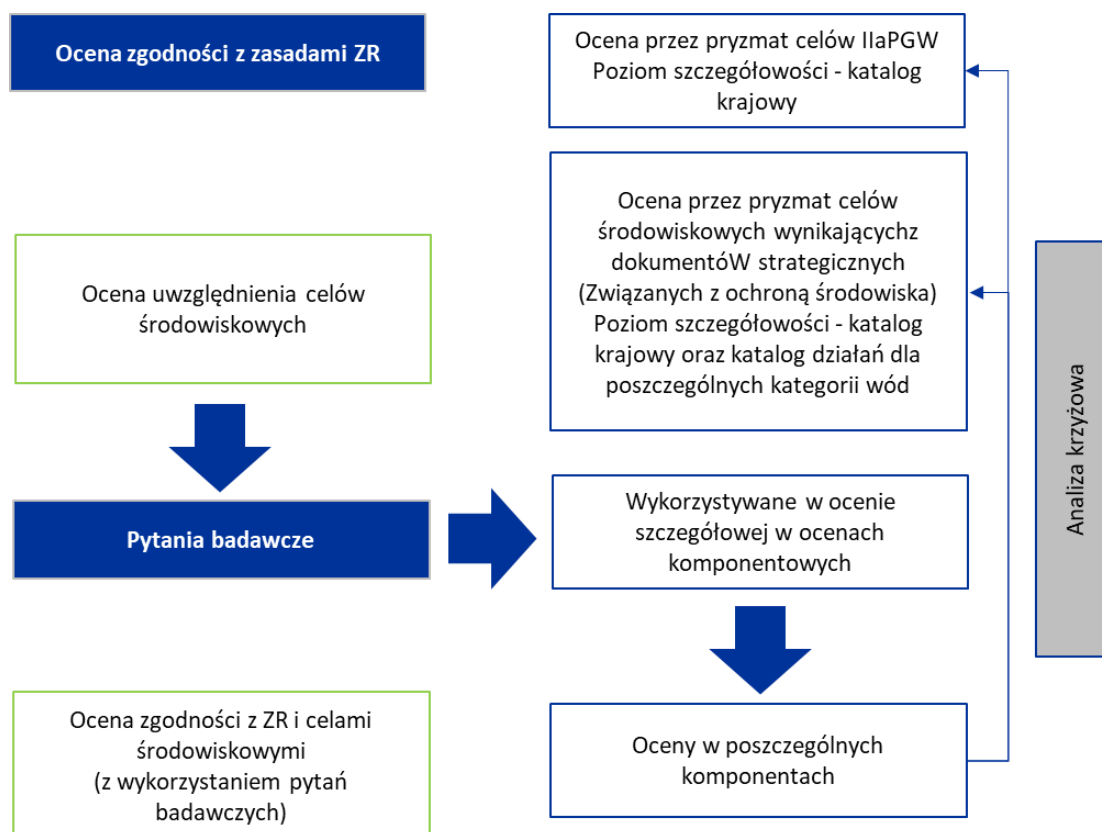 Ocena zgodności z zasadami ZR
Ocena przez pryzmat celów IIaPGW
Poziom szczegółowości - katalog
krajowy
Ocena uwzględnienia celów
środowiskowych
Ocena przez pryzmat celów
środowiskowych wynikającychz
dokumentóW strategicznych
(Związanych z ochroną środowiska)
Poziom szczegółowości - katalog
krajowy oraz katalog działań dla
poszczególnych kategorii wód
Pytania badawcze
Wykorzystywane w ocenie
szczegółowej w ocenach
komponentowych
Ocena zgodności z ZR i celami
środowiskowymi
(z wykorzystaniem pytań
badawczych)
Oceny w poszczególnych
komponentach
Analiza krzyżowa